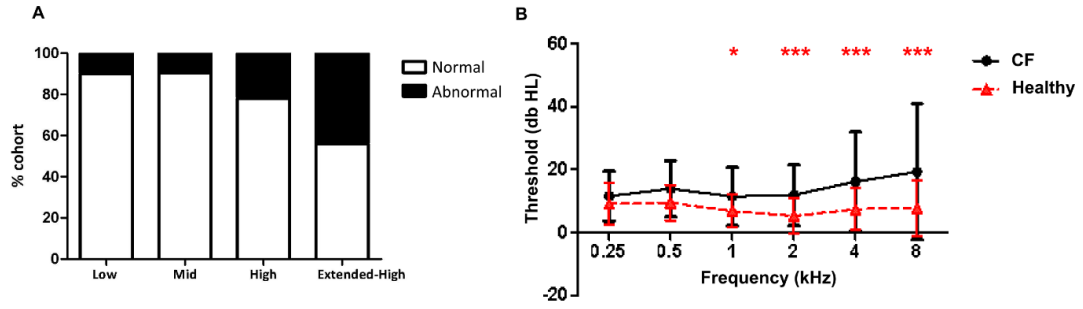 A
100
80
60
40
20
0
% cohort
Low Mid High Extended-High
Normal
Abnormal
B
60
40
20
0
-20
Threshold (db HL)
* *** *** ***
0.25 0.5 1 2 4 8
Frequency (kHz)
CF
Healthy